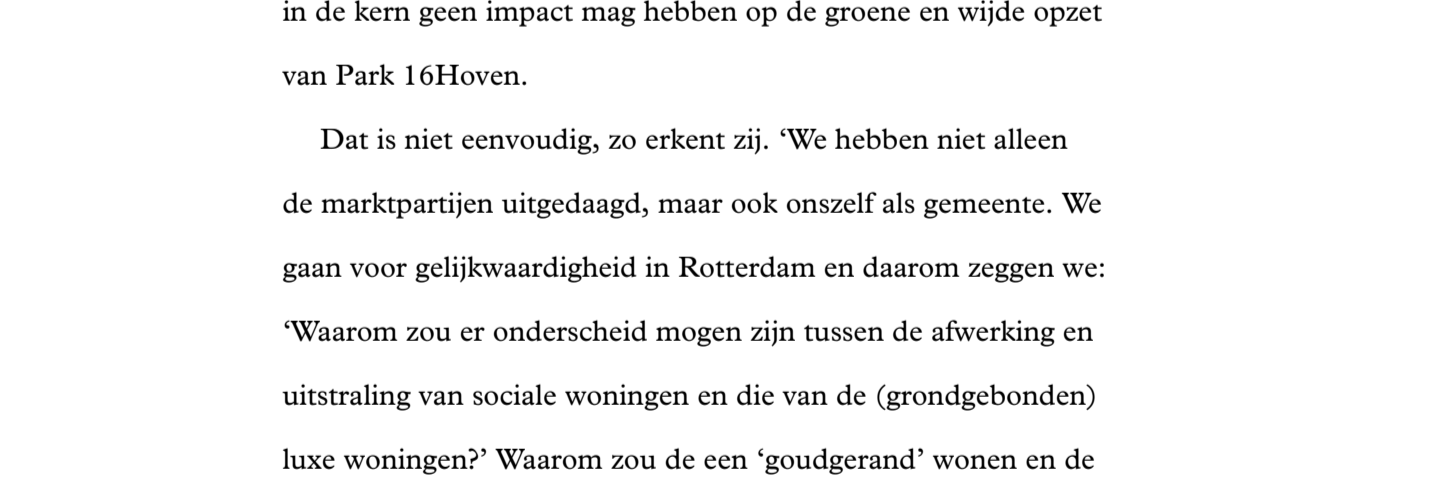 in de kern geen impact mag hebben op de groene en wijde opzet
van Park 16Hoven.
Dat is niet eenvoudig, zo erkent zij. ‘We hebben niet alleen
de marktpartijen uitgedaagd, maar ook onszelf als gemeente. We
gaan voor gelijkwaardigheid in Rotterdam en daarom zeggen we:
‘Waarom zou er onderscheid mogen zijn tussen de afwerking en
uitstraling van sociale woningen en die van de (grondgebonden)
luxe woningen?’ Waarom zou de een ‘goudgerand’ wonen en de